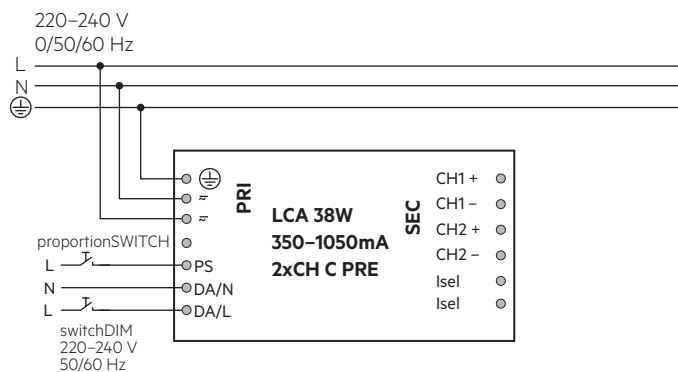 220–240 V
0/50/60 Hz
L
N
PRI
LCA 38W
350–1050mA
2xCH C PRE
SEC
CH1 +
CH1 –
CH2 +
CH2 –
Isel
Isel
proportionSWITCH
L
PS
N
DA/N
L
DA/L
switchDIM
220–240 V
50/60 Hz